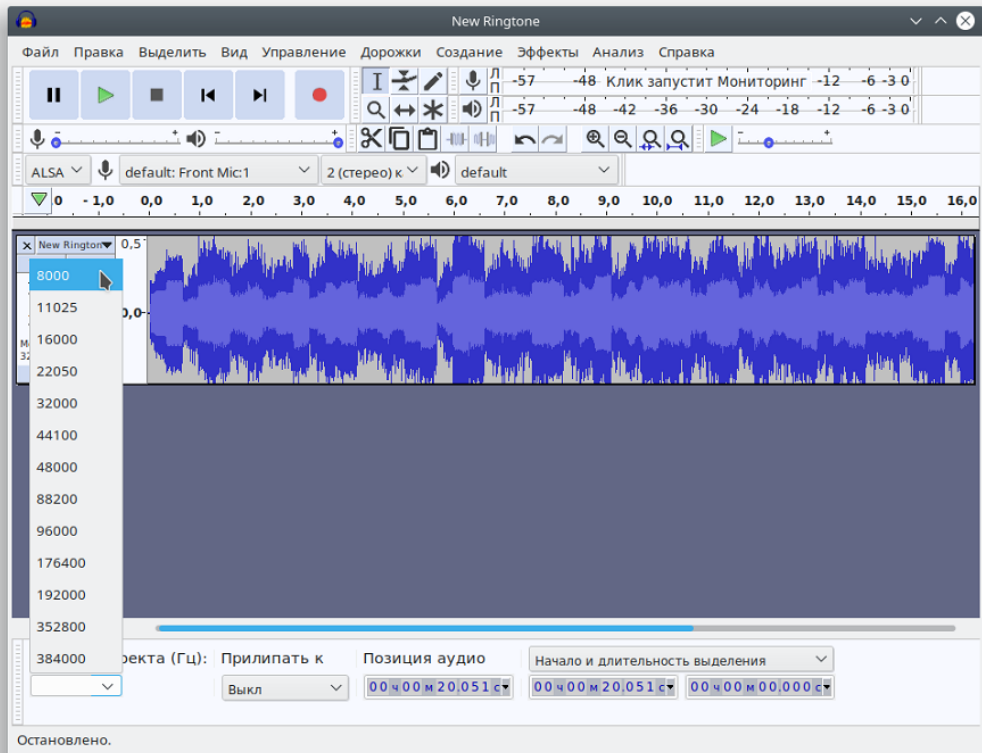 New Ringtone
Файл Правка Выделить Вид Управление Дорожки Создание Эффекты Анализ Справка
Л П -57 -48 Клик запустит Мониторинг -12 -6 -3 0
Л П -57 -48 -42 -36 -30 -24 -18 -12 -6 -3 0
ALSA default: Front Mic:1 2 (стерео) к default
0 - 1,0 0,0 1,0 2,0 3,0 4,0 5,0 6,0 7,0 8,0 9,0 10,0 11,0 12,0 13,0 14,0 15,0 16,0
New Rington 0,5
8000
11025
0,0
16000
22050
32000
44100
48000
88200
96000
176400
192000
352800
384000
оекта (Гц): Прилипать к Позиция аудио Начало и длительность выделения
Выкл 00 ч 00 м 20.051 с 00 ч 00 м 20.051 с 00 ч 00 м 00.000 с
Остановлено.